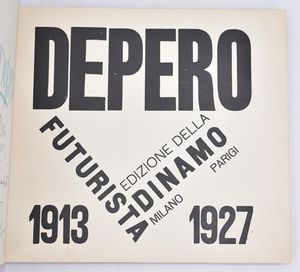 DEPERO
FUTURISTA
EDIZIONE DELLA
DINAMO
MILANO
PARIGI
1913
1927